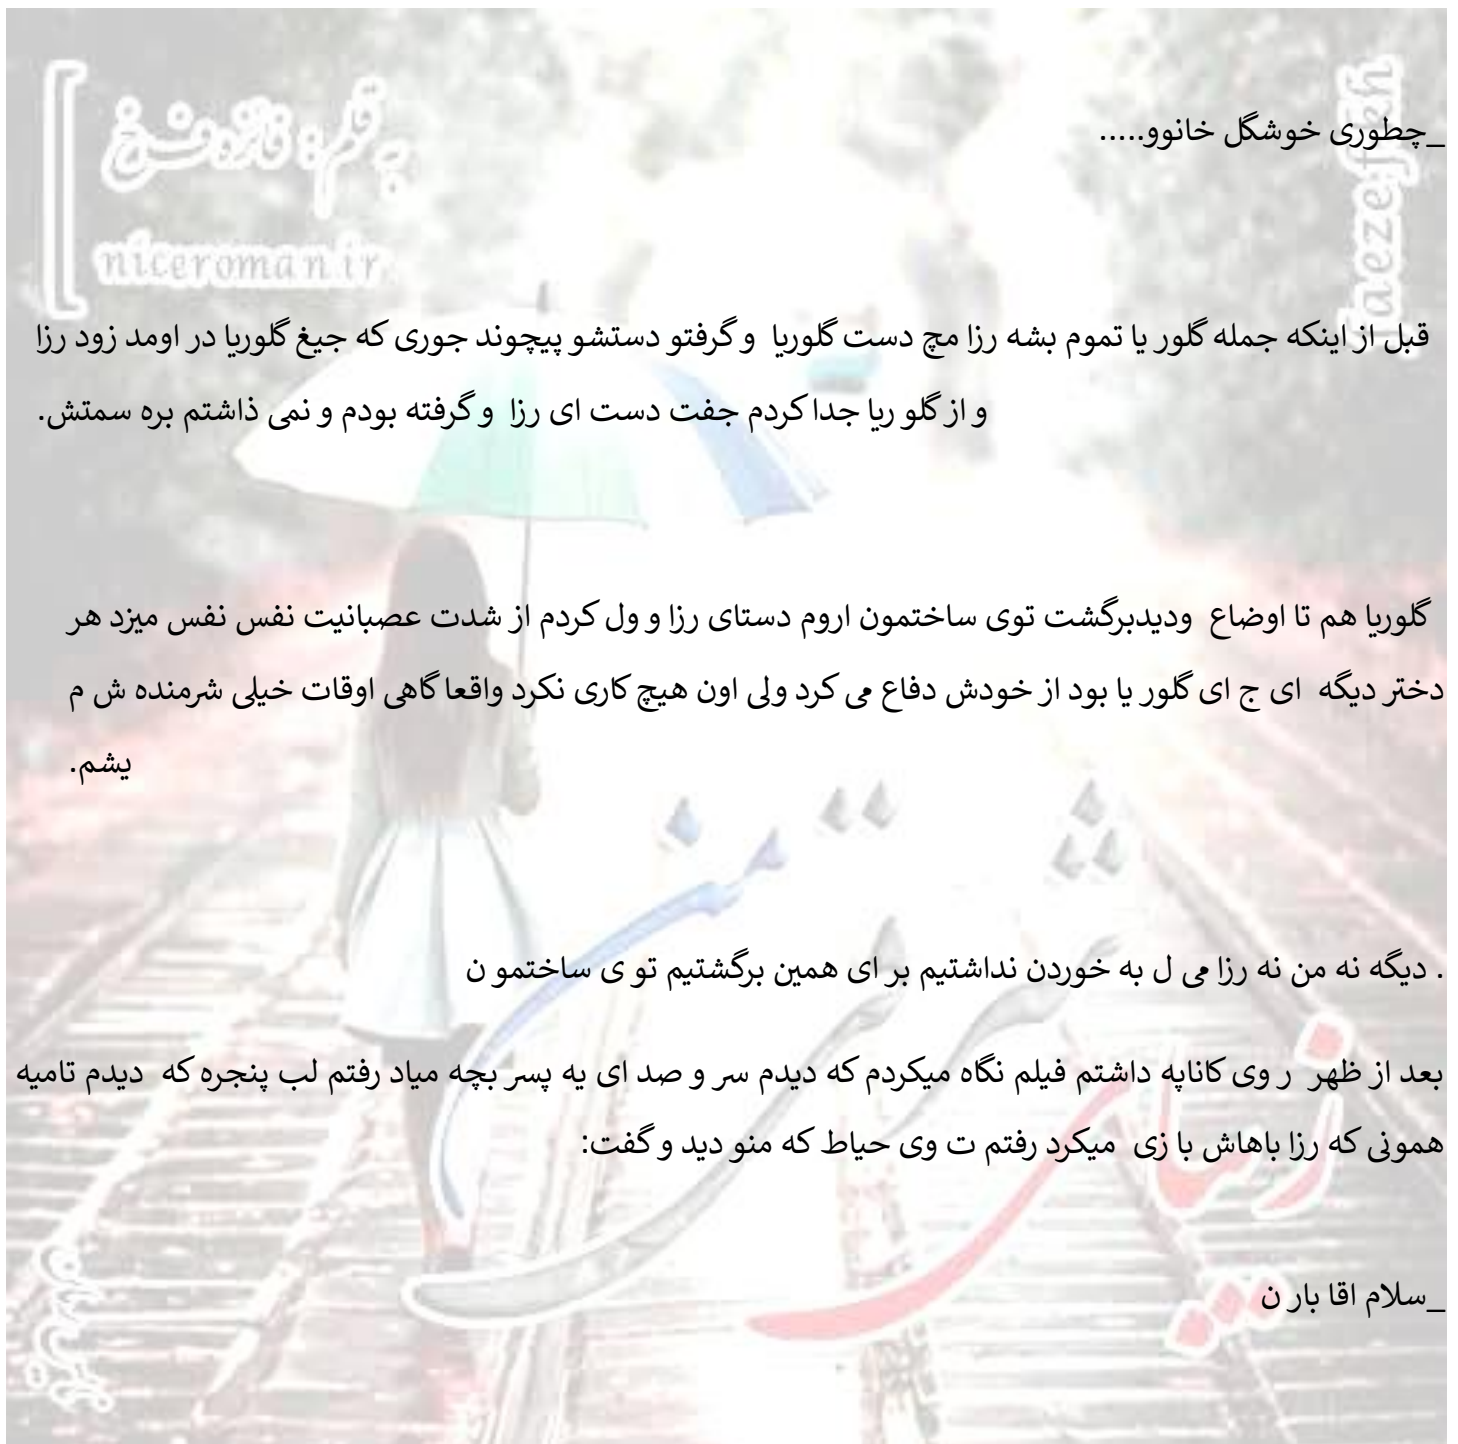 به قلم: فائزه فرخ
niceroman.ir
faezefrkh
_چطوری خوشگل خانوو.....
قبل از اینکه جمله گلور یا تموم بشه رزا مچ دست گلوریا و گرفتو دستشو پیچوند جوری که جیغ گلوریا در اومد زود رزا
و از گلو ریا جدا کردم جفت دست ای رزا و گرفته بودم و نمی ذاشتم بره سمتش.
گلوریا هم تا اوضاع ودیدبرگشت توی ساختمون اروم دستای رزا و ول کردم از شدت عصبانیت نفس نفس میزد هر
دختر دیگه ای ج ای گلور یا بود از خودش دفاع می کرد ولی اون هیچ کاری نکرد واقعا گاهی اوقات خیلی شرمنده ش م
یشم.
. دیگه نه من نه رزا می ل به خوردن نداشتیم بر ای همین برگشتیم تو ی ساختمو ن
بعد از ظهر ر وی کاناپه داشتم فیلم نگاه میکردم که دیدم سر و صد ای یه پسر بچه میاد رفتم لب پنجره که دیدم تامیه
همونی که رزا باهاش با زی میکرد رفتم ت وی حیاط که منو دید و گفت:
_سلام اقا بار ن